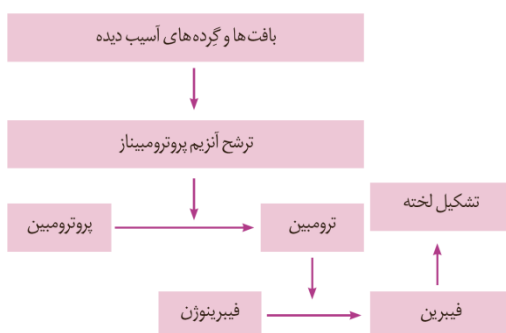 بافت‌ها و گِرده‌های آسیب دیده
ترشح آنزیم پروترومبیناز
تشکیل لخته
پروترومبین
ترومبین
فیبرینوژن
فیبرین